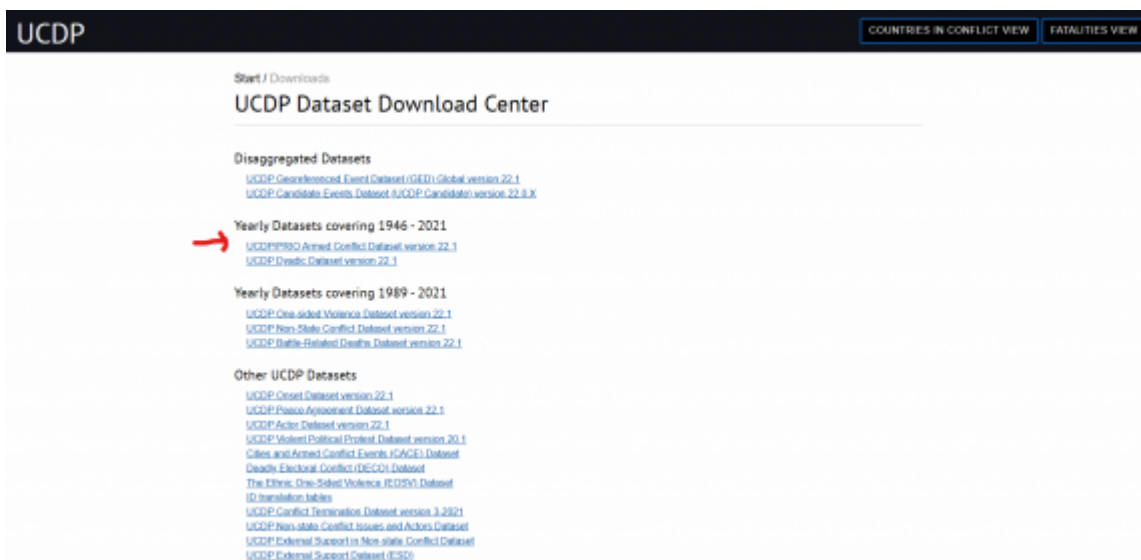 UCDP
COUNTRIES IN CONFLICT VIEW
FATALITIES VIEW
Start / Downloads
UCDP Dataset Download Center
Disaggregated Datasets
UCDP Georeferenced Event Dataset (GED) Global version 22.1
UCDP Candidate Events Dataset (UCDP Candidate) version 22.0.X
Yearly Datasets covering 1946 - 2021
UCDP/PRIO Armed Conflict Dataset version 22.1
UCDP Dyadic Dataset version 22.1
Yearly Datasets covering 1989 - 2021
UCDP One-sided Violence Dataset version 22.1
UCDP Non-State Conflict Dataset version 22.1
UCDP Battle-Related Deaths Dataset version 22.1
Other UCDP Datasets
UCDP Onset Dataset version 22.1
UCDP Peace Agreement Dataset version 22.1
UCDP Actor Dataset version 22.1
UCDP Violent Political Protest Dataset version 20.1
Cities and Armed Conflict Events (CACE) Dataset
Deadly Electoral Conflict (DECO) Dataset
The Ethnic One-Sided Violence (EOSV) Dataset
ID translation tables
UCDP Conflict Termination Dataset version 3-2021
UCDP Non-state Conflict Issues and Actors Dataset
UCDP External Support in Non-state Conflict Dataset
UCDP External Support Dataset (ESD)